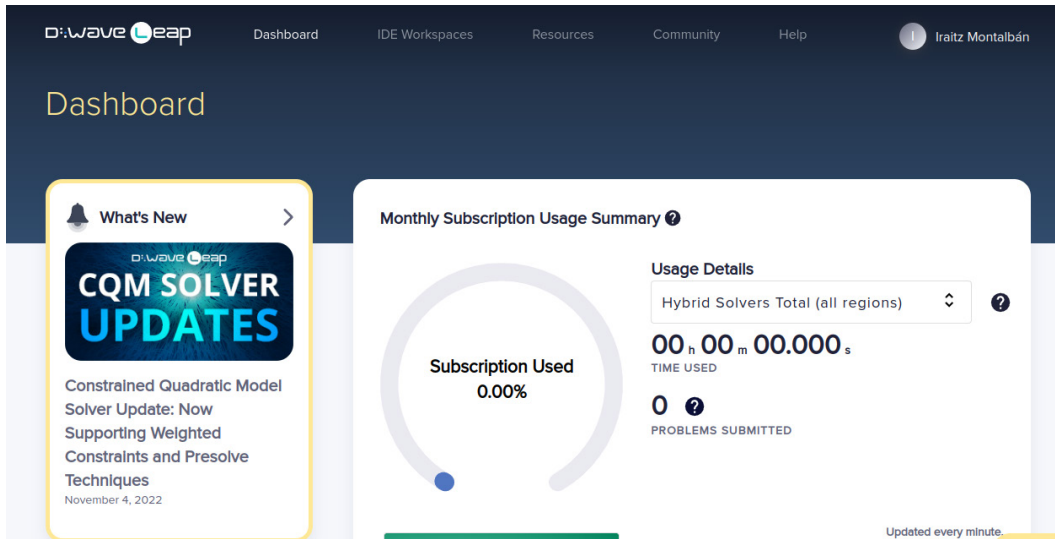 D:Wave Leap
Dashboard
IDE Workspaces
Resources
Community
Help
I
Iraitz Montalbán
Dashboard
What's New
D:Wave Leap
CQM SOLVER
UPDATES
Constrained Quadratic Model
Solver Update: Now
Supporting Weighted
Constraints and Presolve
Techniques
November 4, 2022
Monthly Subscription Usage Summary ?
Subscription Used
0.00%
Usage Details
Hybrid Solvers Total (all regions)
?
00 h 00 m 00.000 s
TIME USED
0 ?
PROBLEMS SUBMITTED
Updated every minute.